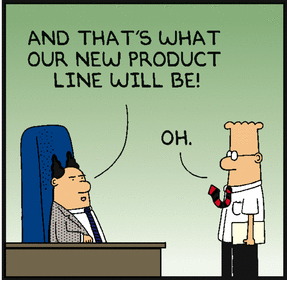 AND THAT'S WHAT
OUR NEW PRODUCT
LINE WILL BE!
OH.